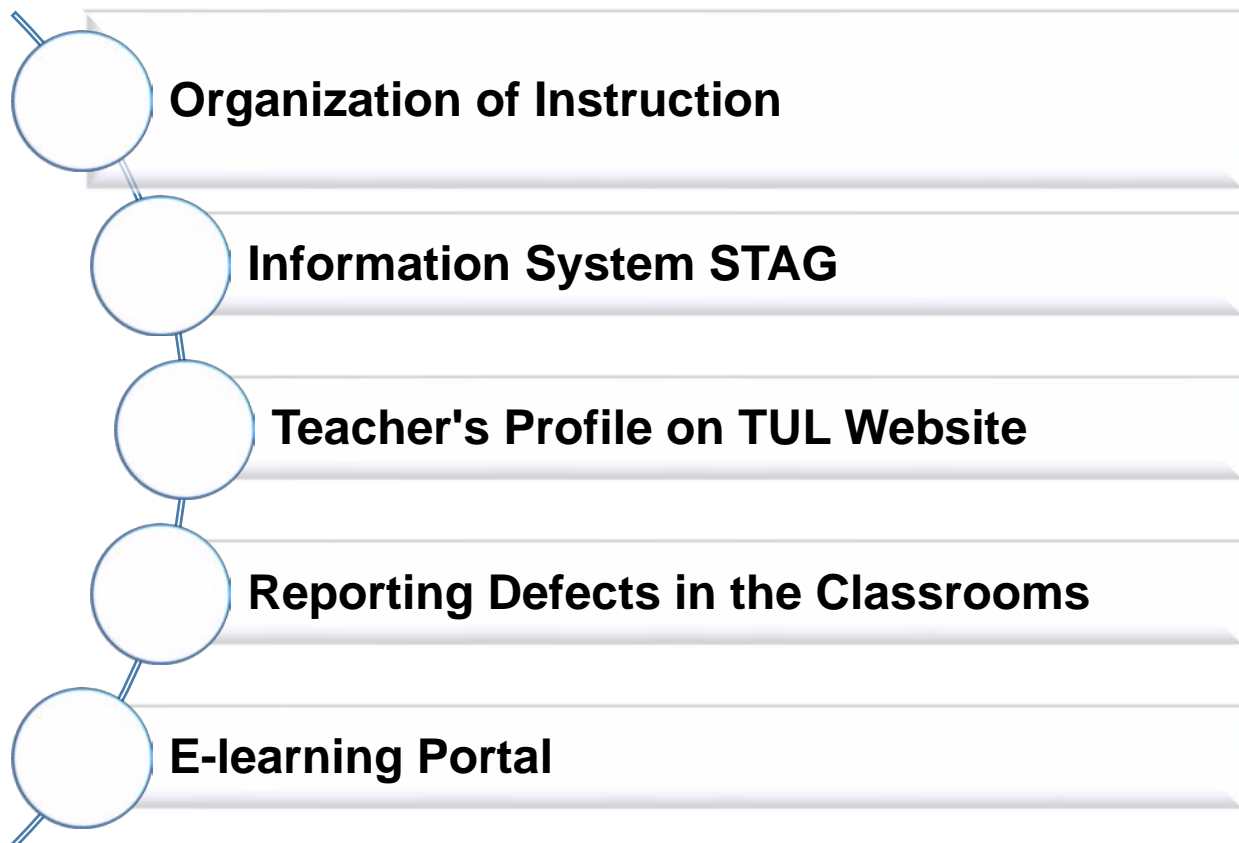 Organization of Instruction
Information System STAG
Teacher's Profile on TUL Website
Reporting Defects in the Classrooms
E-learning Portal